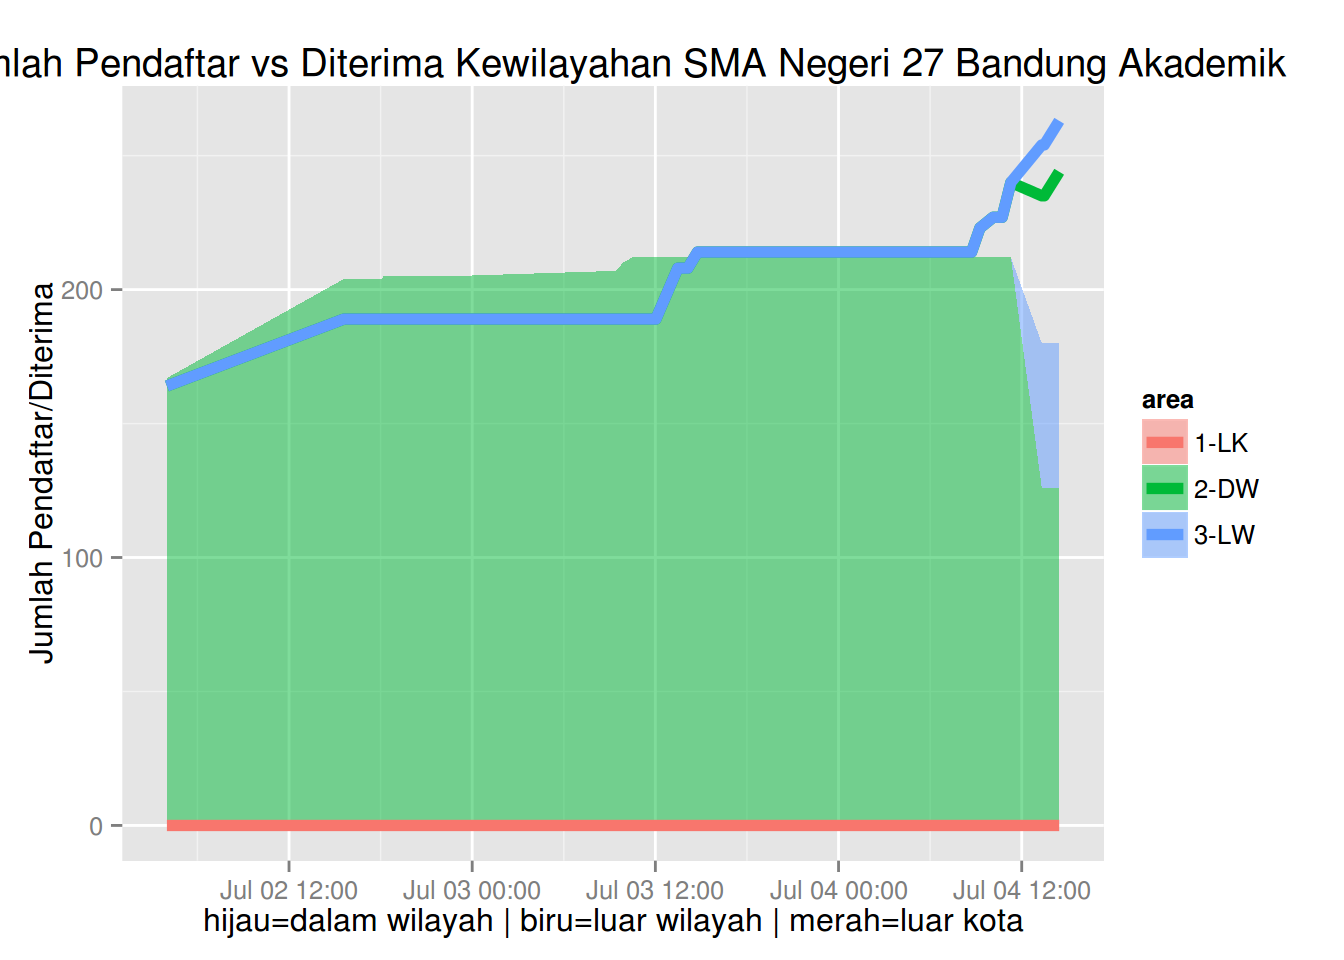 mlah Pendaftar vs Diterima Kewilayahan SMA Negeri 27 Bandung Akademik
Jumlah Pendaftar/Diterima
200
100
0
Jul 02 12:00 Jul 03 00:00 Jul 03 12:00 Jul 04 00:00 Jul 04 12:00
hijau=dalam wilayah | biru=luar wilayah | merah=luar kota
area
1-LK
2-DW
3-LW